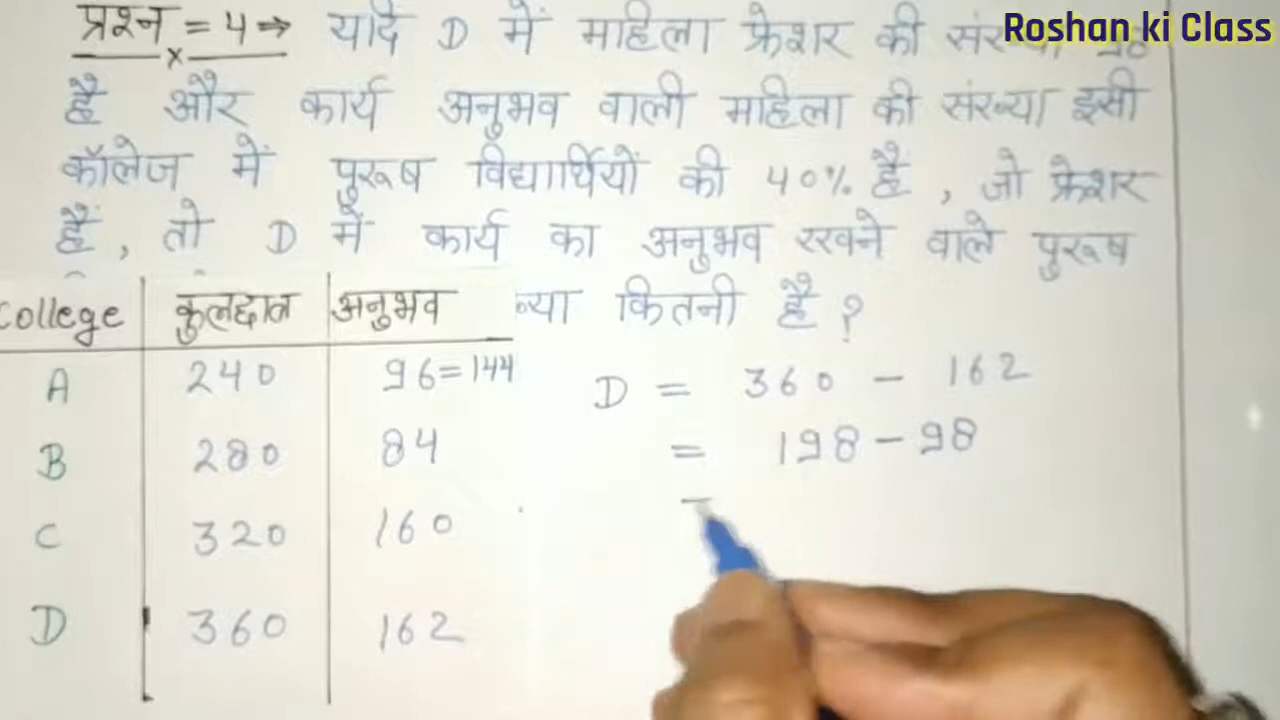 Roshan ki Class
प्रश्न = 4 → यदि D में महिला फ्रेशर की
है और कार्य अनुभव वाली महिला की संख्या इसी
कॉलेज में पुरूष विद्यार्थियों की 40% है , जो फ्रेशर
हैं , तो D में कार्य का अनुभव रखने वाले पुरूष
कितनी है ?
College कुलछात्र अनुभव
A 240 96=144
B 280 84
C 320 160
D 360 162
D = 360 - 162
= 198 - 98